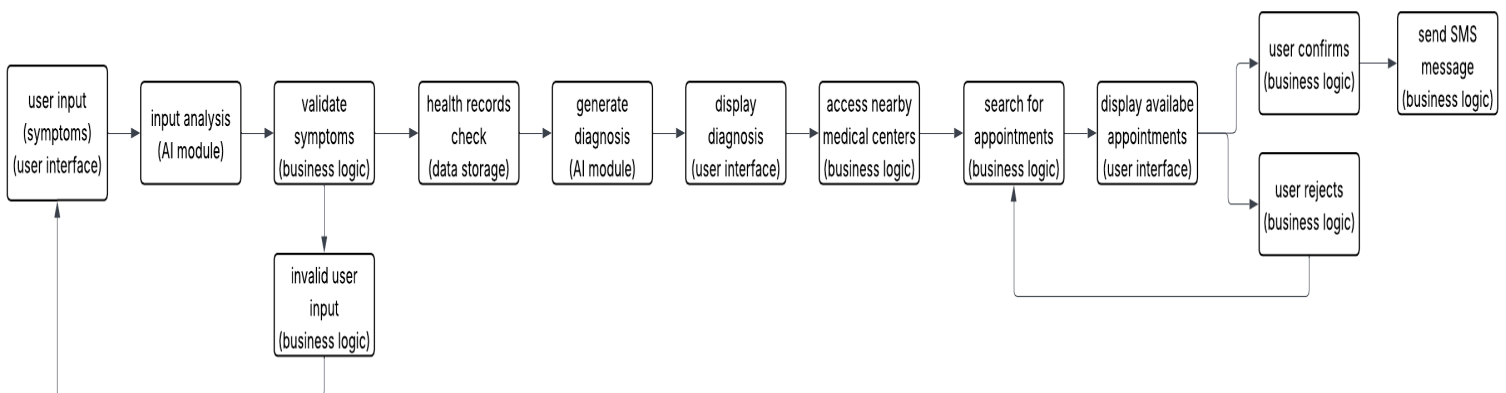 user input
(symptoms)
(user interface)
input analysis
(AI module)
validate
symptoms
(business logic)
health records
check
(data storage)
generate
diagnosis
(AI module)
display
diagnosis
(user interface)
access nearby
medical centers
(business logic)
search for
appointments
(business logic)
display availabe
appointments
(user interface)
user confirms
(business logic)
send SMS
message
(business logic)
user rejects
(business logic)
invalid user
input
(business logic)